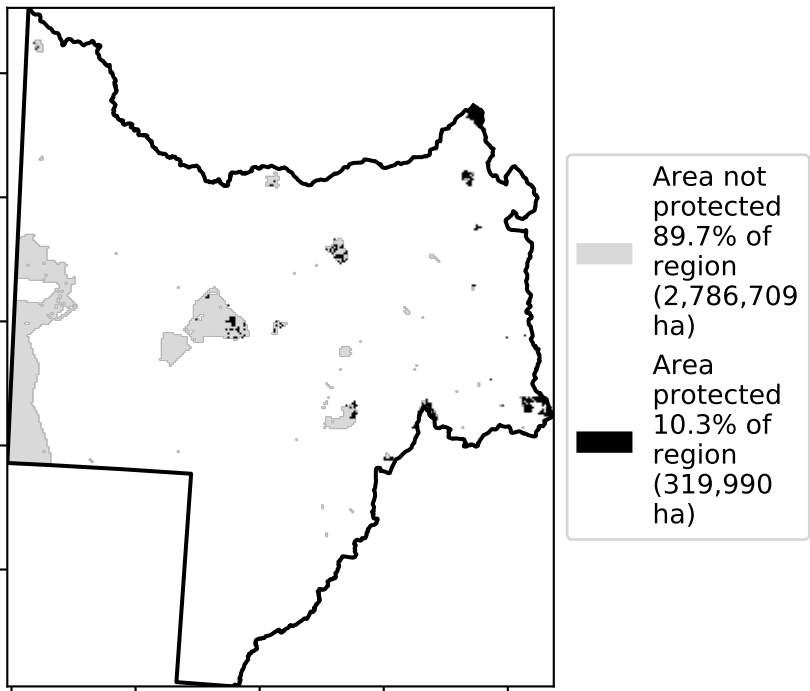 Area not
protected
89.7% of
region
(2,786,709
ha)
Area
protected
10.3% of
region
(319,990
ha)